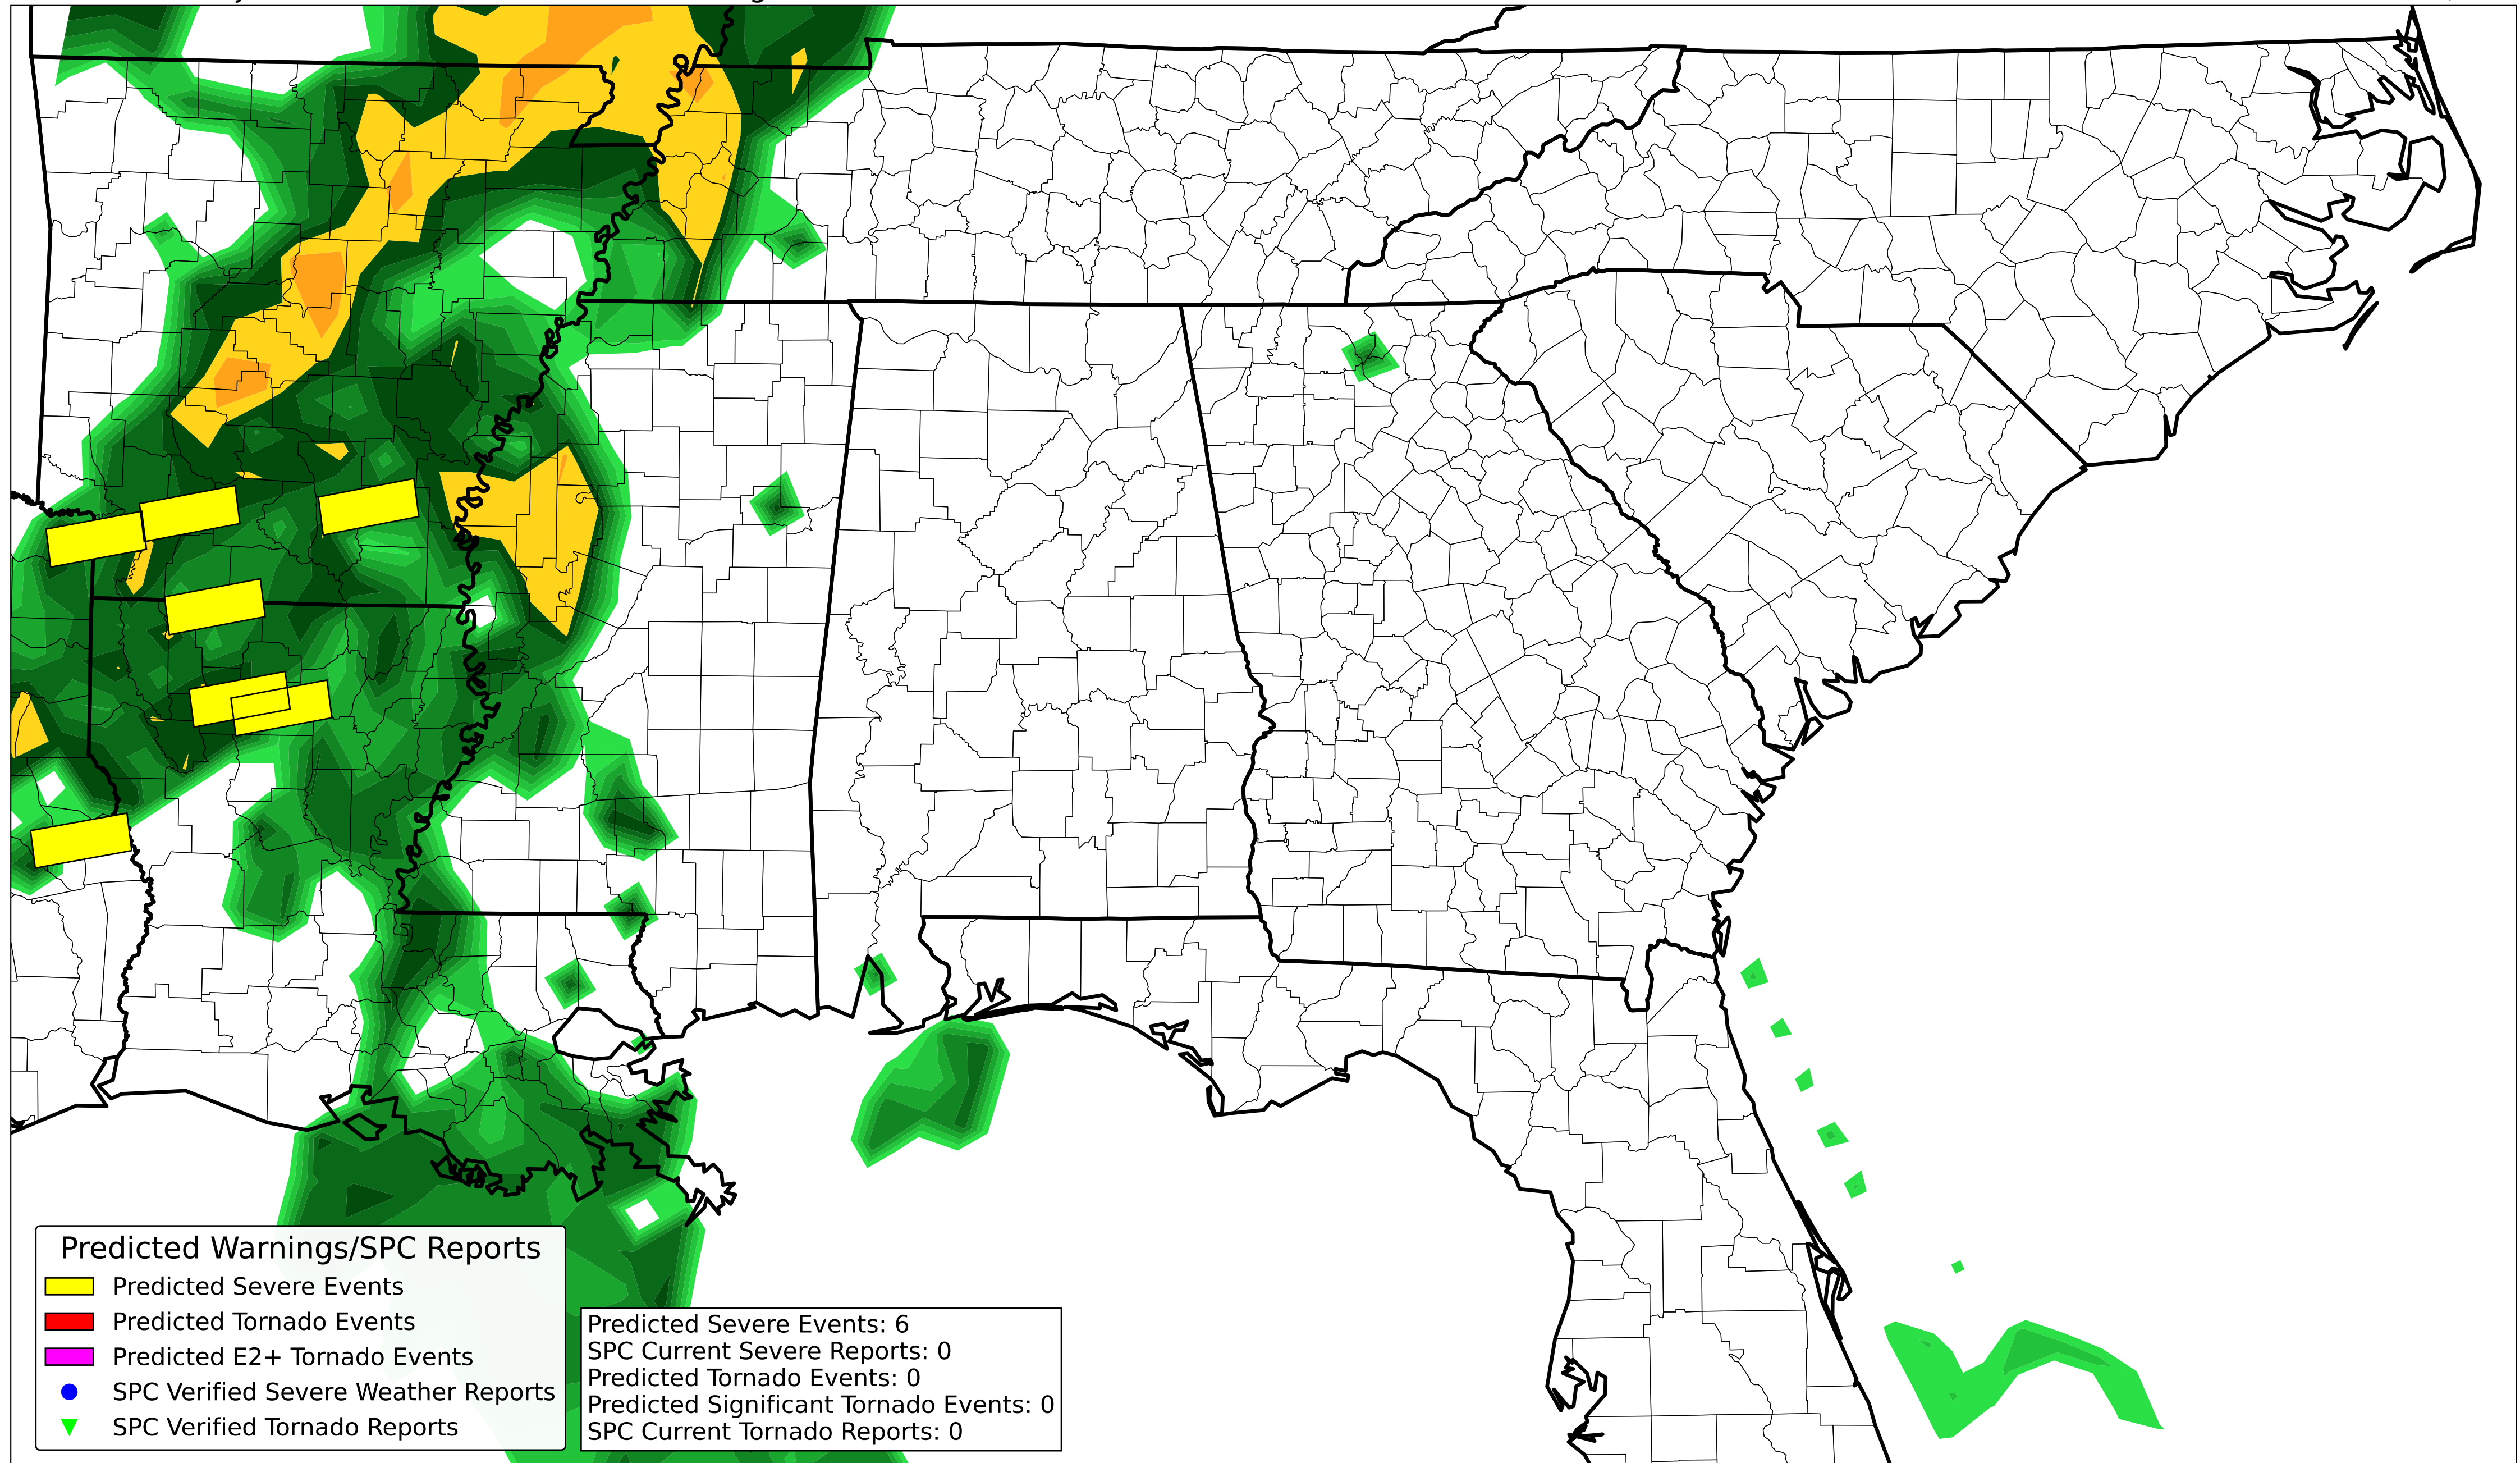 Predicted Warnings/SPC Reports
Predicted Severe Events
Predicted Tornado Events
Predicted E2+ Tornado Events
SPC Verified Severe Weather Reports
SPC Verified Tornado Reports
Predicted Severe Events: 6
SPC Current Severe Reports: 0
Predicted Tornado Events: 0
Predicted Significant Tornado Events: 0
SPC Current Tornado Reports: 0